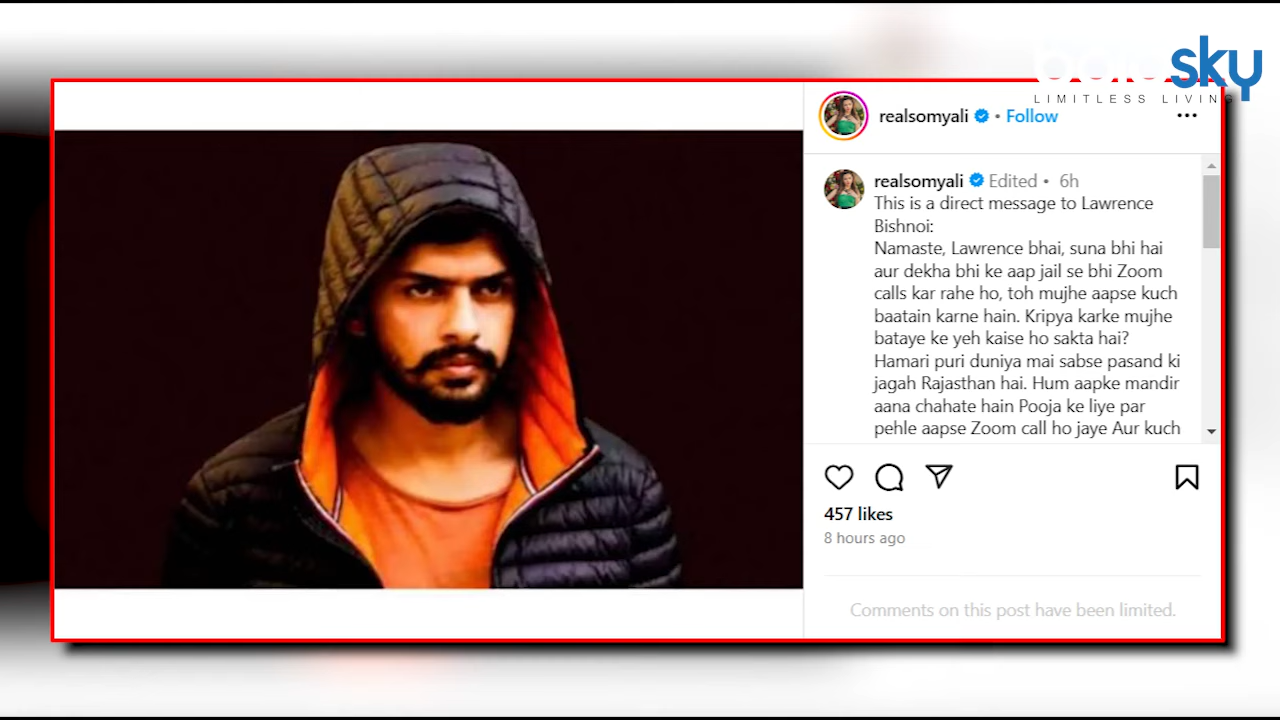 sky
LIMITLESS LIVING
realsomyali • Follow
realsomyali Edited • 6h
This is a direct message to Lawrence
Bishnoi:
Namaste, Lawrence bhai, suna bhi hai
aur dekha bhi ke aap jail se bhi Zoom
calls kar rahe ho, toh mujhe aapse kuch
baatain karne hain. Kripya karke mujhe
bataye ke yeh kaise ho sakta hai?
Hamari puri duniya mai sabse pasand ki
jagah Rajasthan hai. Hum aapke mandir
aana chahate hain Pooja ke liye par
pehle aapse Zoom call ho jaye Aur kuch
457 likes
8 hours ago
Comments on this post have been limited.